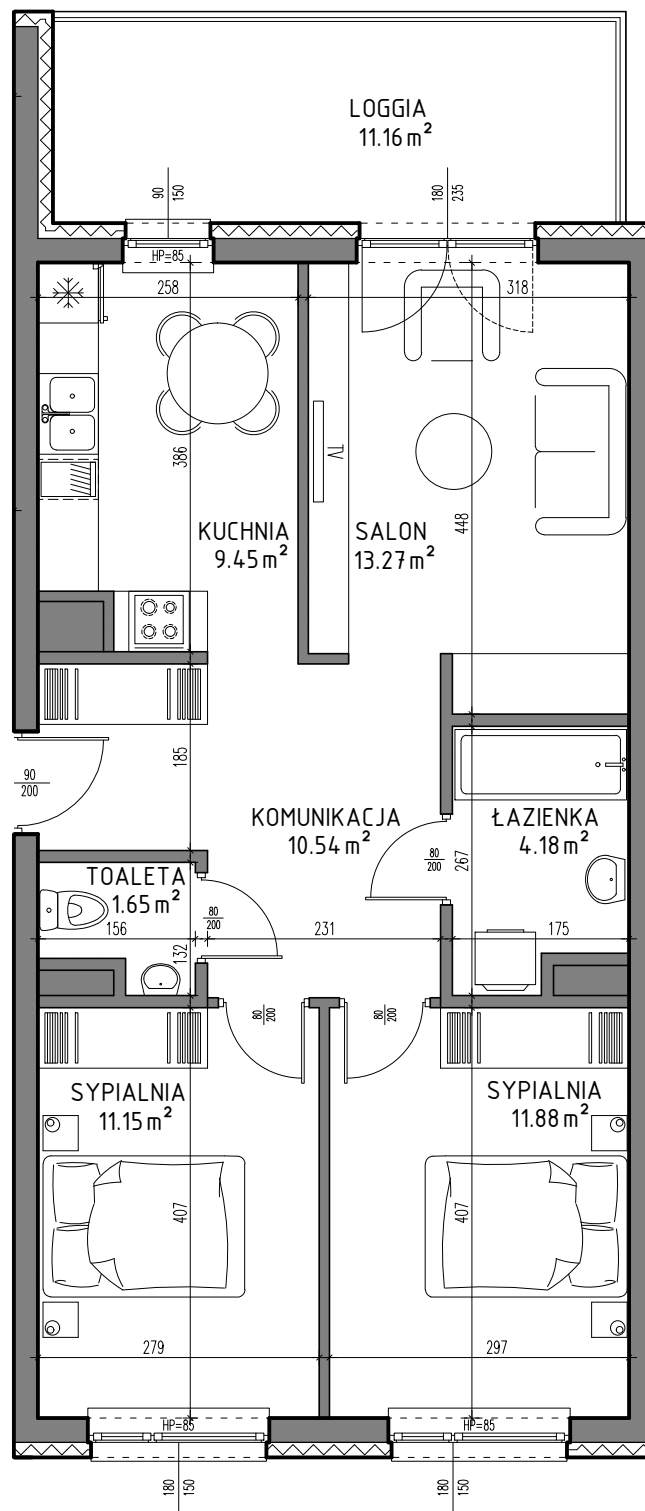 LOGGIA
11.16 m²
90
150
180
235
HP=85
258
318
TV
386
448
KUCHNIA
9.45 m²
SALON
13.27 m²
185
90
200
KOMUNIKACJA
10.54 m²
ŁAZIENKA
4.18 m²
80
200
267
TOALETA
1.65 m²
80
200
156
231
175
132
80
200
80
200
SYPIALNIA
11.15 m²
SYPIALNIA
11.88 m²
407
407
279
297
HP=85
HP=85
180
150
180
150